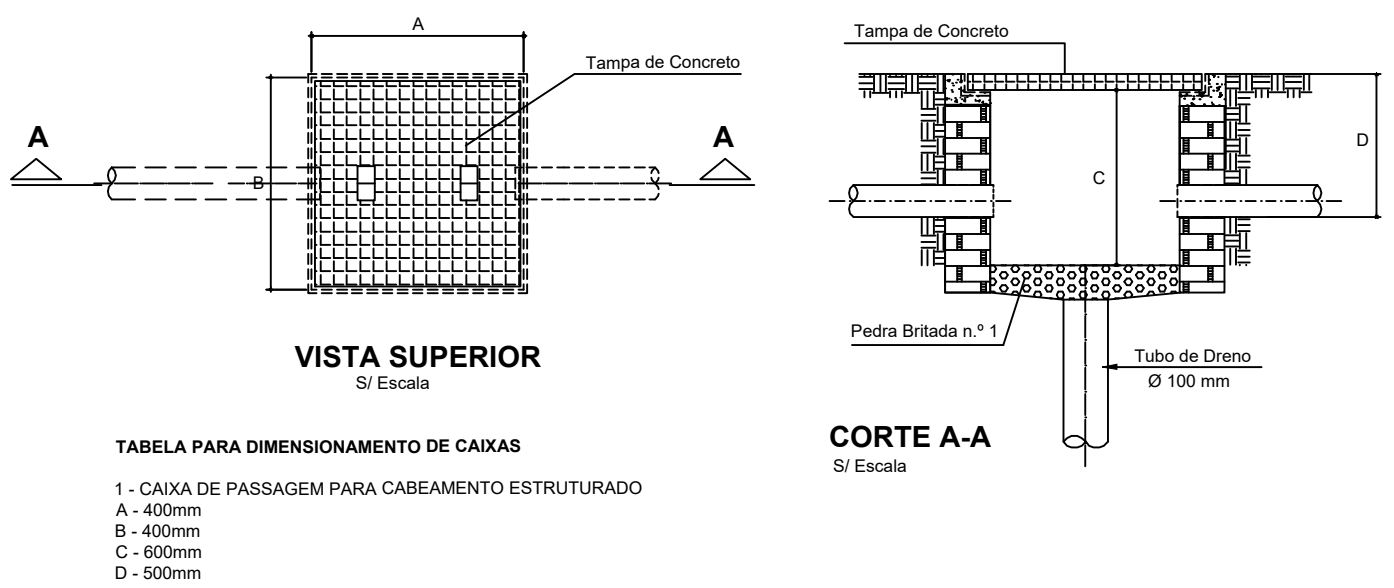 A
Tampa de Concreto
A
A
B
VISTA SUPERIOR
S/ Escala
Tampa de Concreto
D
C
Pedra Britada n.º 1
Tubo de Dreno
Ø 100 mm
CORTE A-A
S/ Escala
TABELA PARA DIMENSIONAMENTO DE CAIXAS
1 - CAIXA DE PASSAGEM PARA CABEAMENTO ESTRUTURADO
A - 400mm
B - 400mm
C - 600mm
D - 500mm